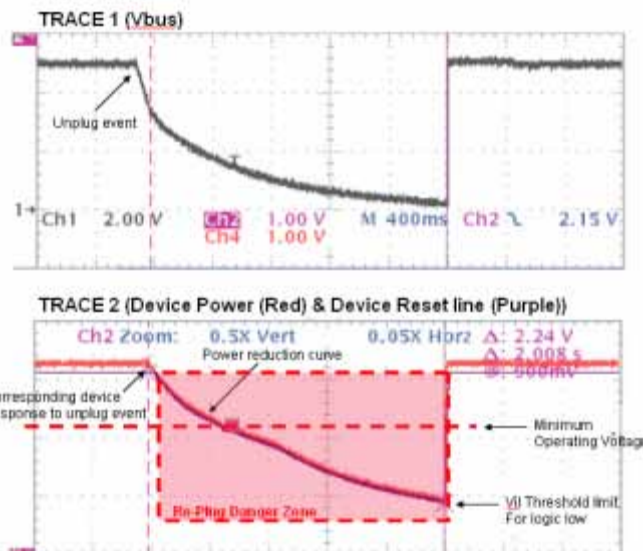 TRACE 1 (Vbus)
Unplug event
1
Ch1 2.00 V Ch2 1.00 V M 400ms Ch2 2.15 V
Ch4 1.00 V
TRACE 2 (Device Power (Red) & Device Reset line (Purple))
Ch2 Zoom: 0.5X Vert 0.05X Horz Δ: 2.24 V
Δ: 2.008 s
@: 900mV
Power reduction curve
orresponding device
sponse to unplug event
Minimum
Operating Voltage
Vil Threshold limit
For logic low
Re-Plug Danger Zone